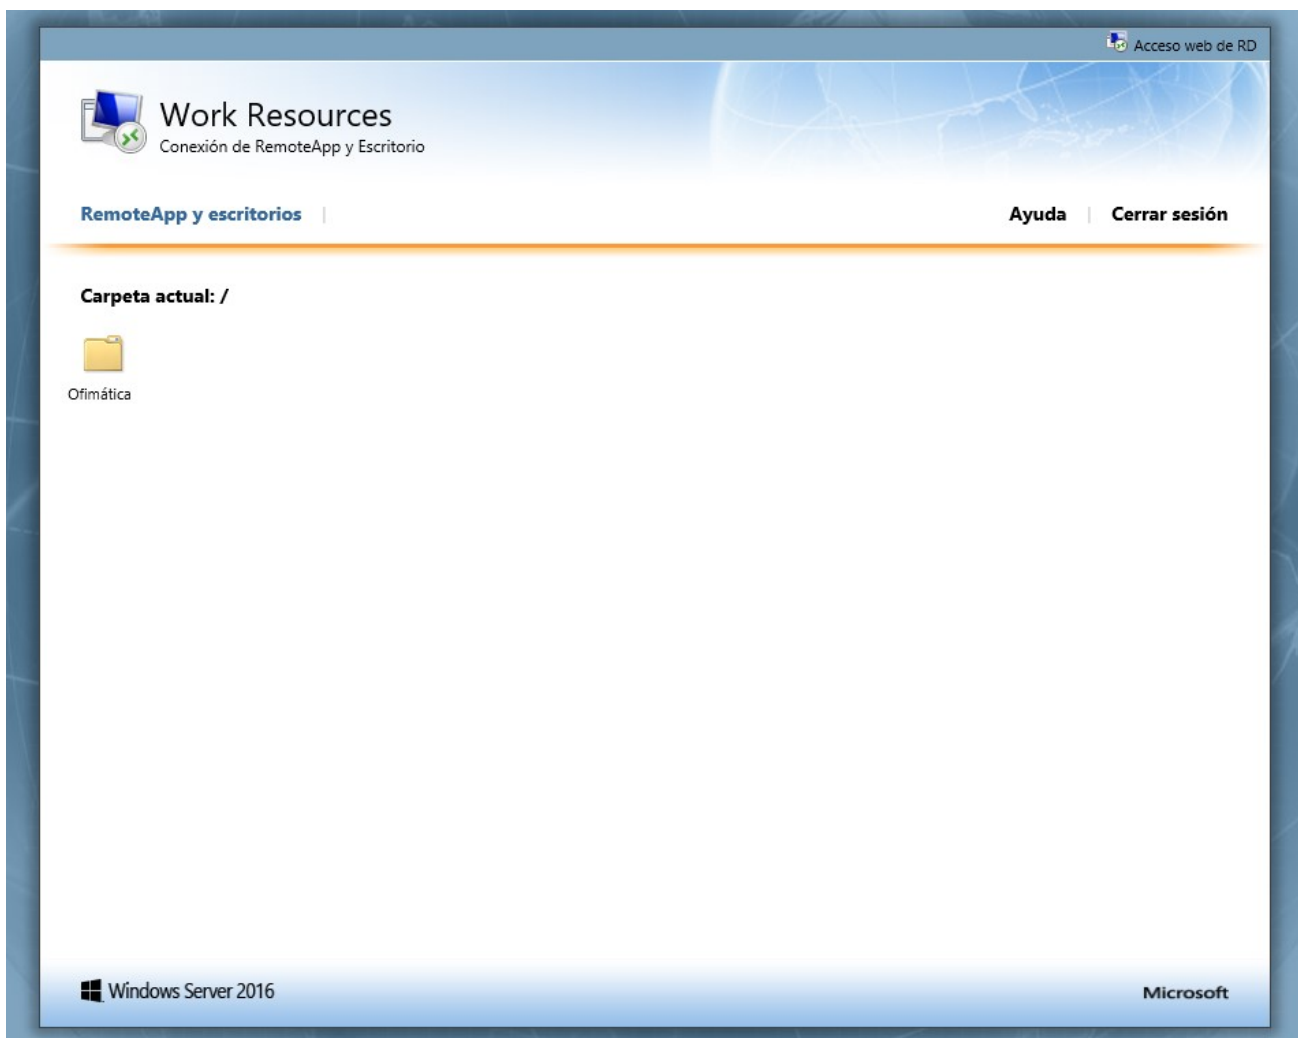 Acceso web de RD
Work Resources
Conexión de RemoteApp y Escritorio
RemoteApp y escritorios | Ayuda | Cerrar sesión
Carpeta actual: /
Ofimática
Windows Server 2016 Microsoft